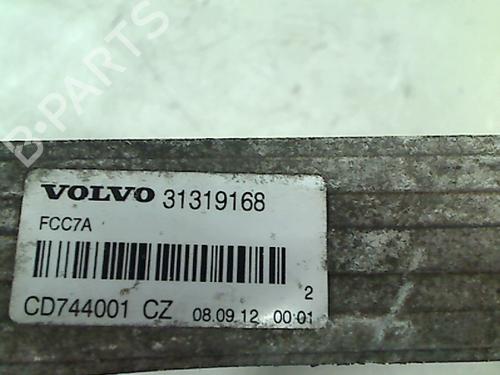 B-PARTS
VOLVO 31319168
FCC7A
2
CD744001 CZ 08.09.12 00:01